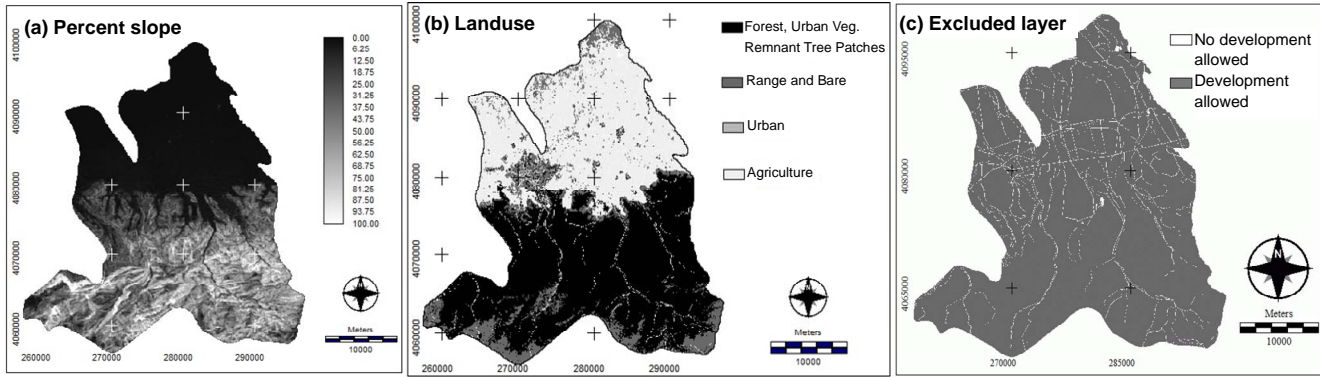 (a) Percent slope
0.00
6.25
12.50
18.75
25.00
31.25
37.50
43.75
50.00
56.25
62.50
68.75
75.00
81.25
87.50
93.75
100.00
4100000
4090000
4080000
4070000
4060000
N
Meters
10000
260000 270000 280000 290000
(b) Landuse
Forest, Urban Veg.
Remnant Tree Patches
Range and Bare
Urban
Agriculture
4100000
4090000
4080000
4070000
4060000
N
Meters
10000
260000 270000 280000 290000
(c) Excluded layer
No development
allowed
Development
allowed
4095000
4080000
4065000
N
Meters
10000
270000 285000